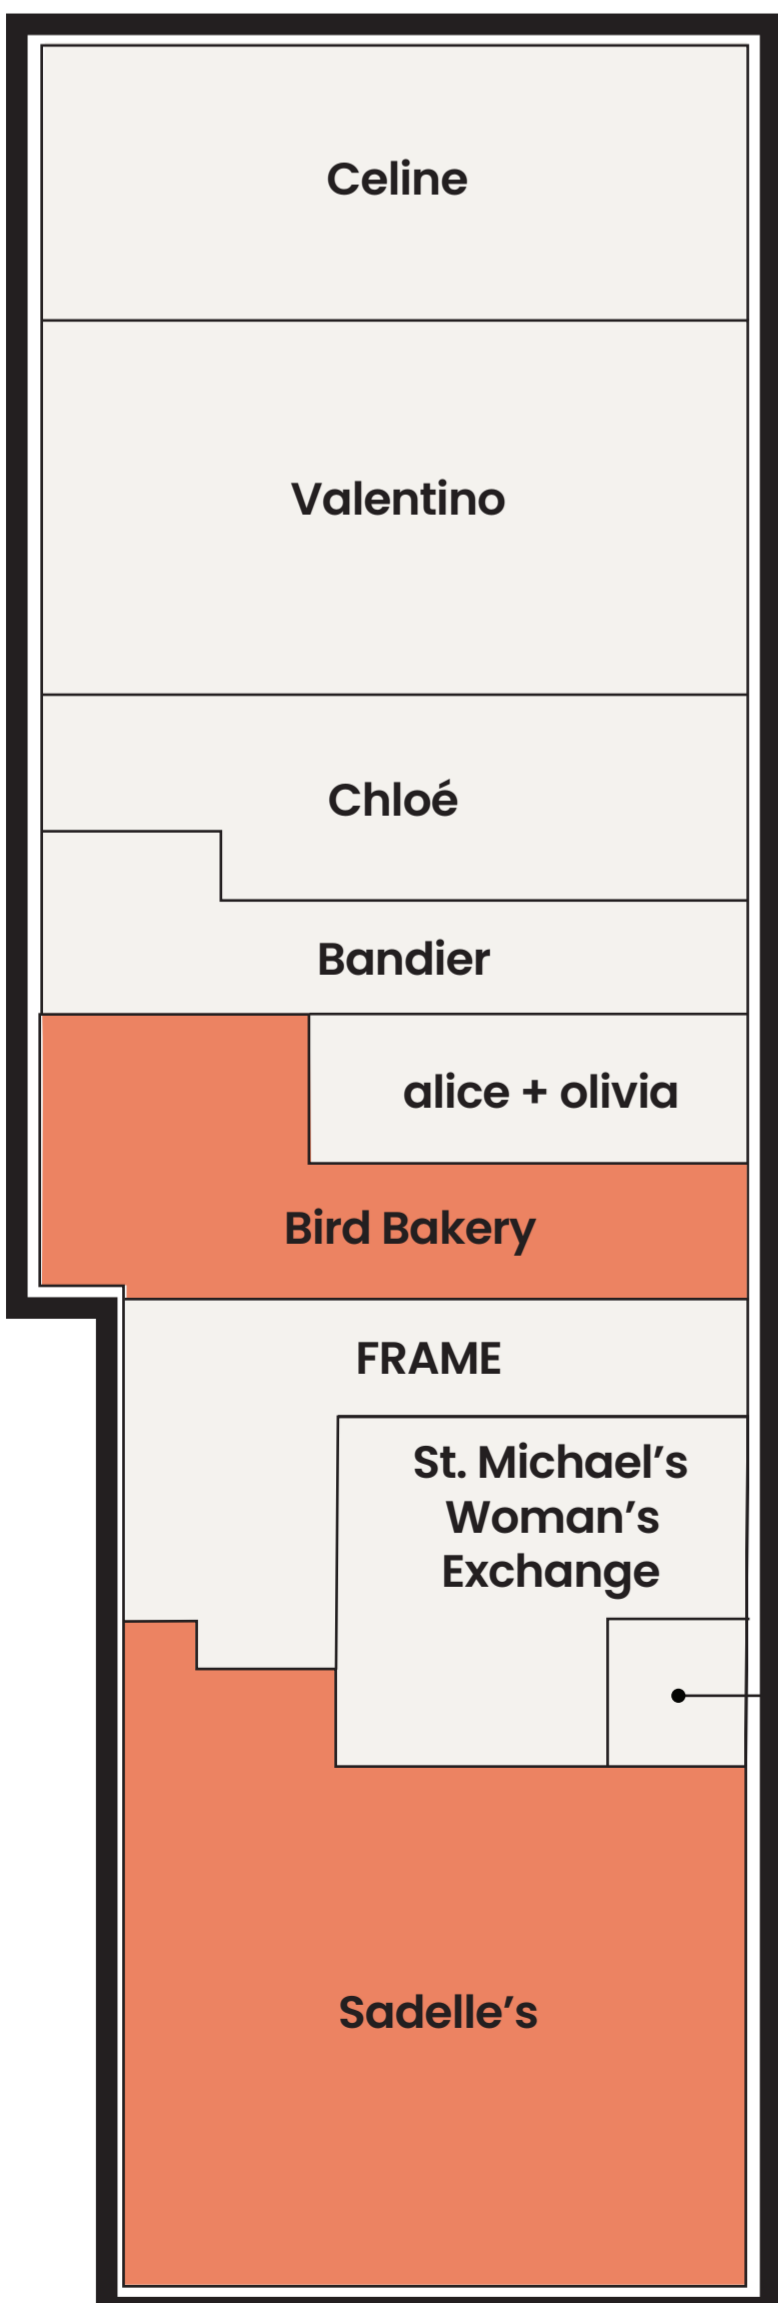 Celine
Valentino
Chloé
Bandier
alice + olivia
Bird Bakery
FRAME
St. Michael’s
Woman’s
Exchange
Sadelle’s